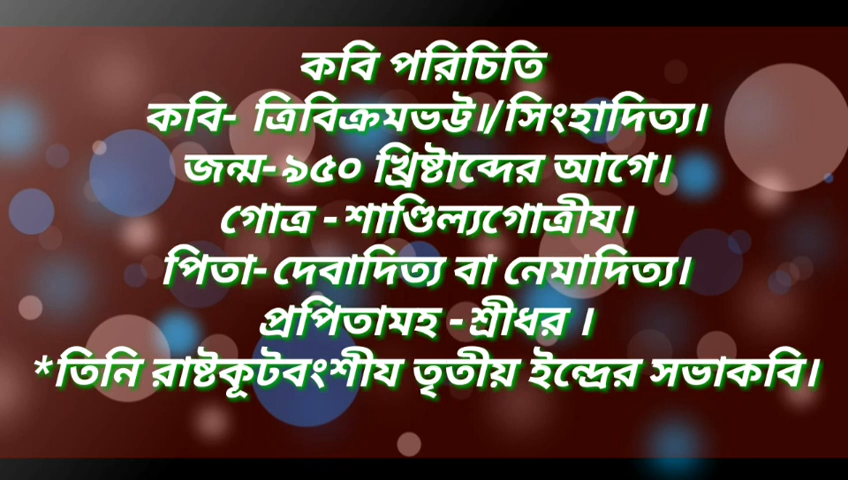 কবি পরিচিতি
কবি- ত্রিবিক্রমভট্ট।/সিংহাদিত্য।
জন্ম-৯৫০ খ্রিষ্টাব্দের আগে।
গোত্র -শাণ্ডিল্যগোত্রীয।
পিতা-দেবাদিত্য বা নেমাদিত্য।
প্রপিতামহ -শ্রীধর ।
*তিনি রাষ্টকূটবংশীয তৃতীয় ইন্দ্রের সভাকবি।